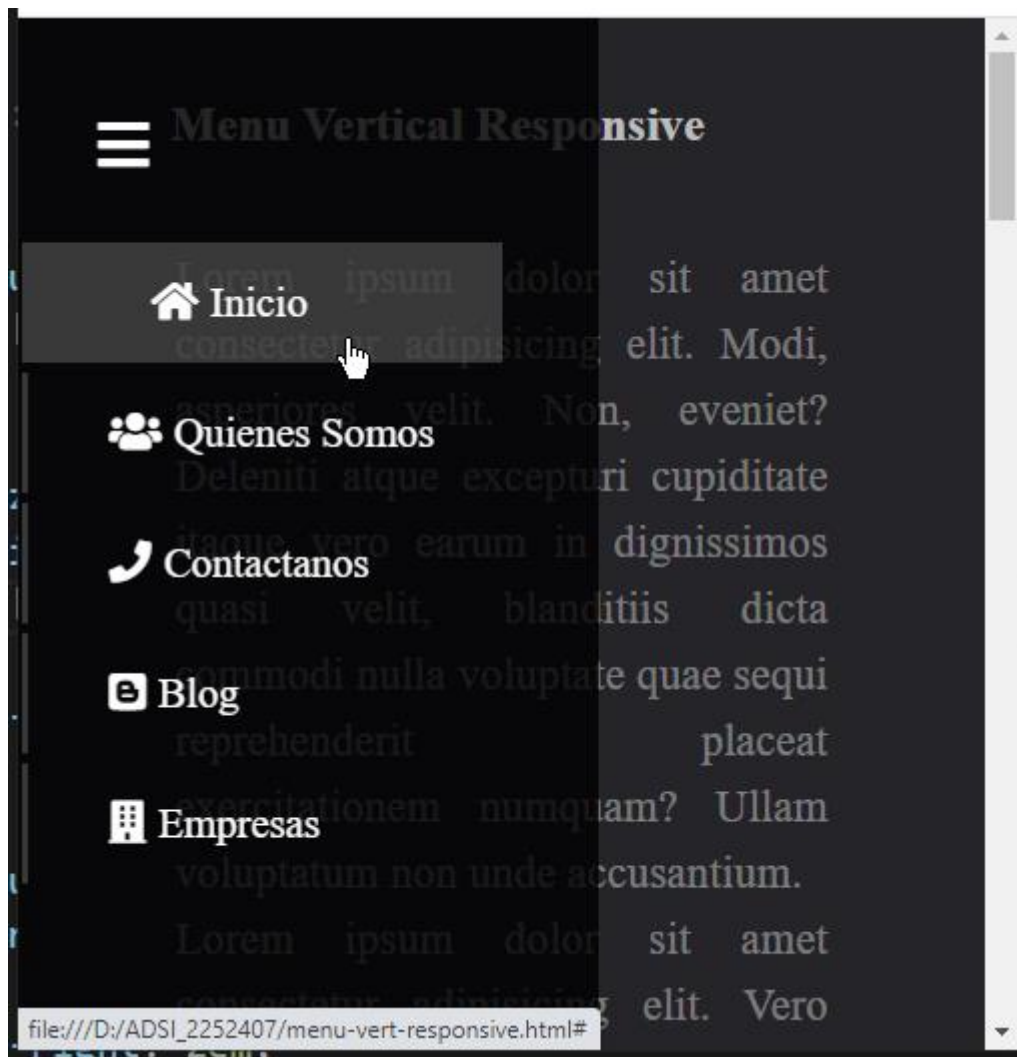 Menu Vertical Responsive
Inicio
Quienes Somos
Contactanos
Blog
Empresas
Lorem ipsum dolor sit amet
consectetur adipisicing elit. Modi,
asperiores velit. Non, eveniet?
Deleniti atque excepturi cupiditate
itaque vero earum in dignissimos
quasi velit, blanditiis dicta
commodi nulla voluptate quae sequi
reprehenderit placeat
exercitationem numquam? Ullam
voluptatum non unde accusantium.
Lorem ipsum dolor sit amet
consectetur adipisicing elit. Vero
file:///D:/ADSI_2252407/menu-vert-responsive.html#